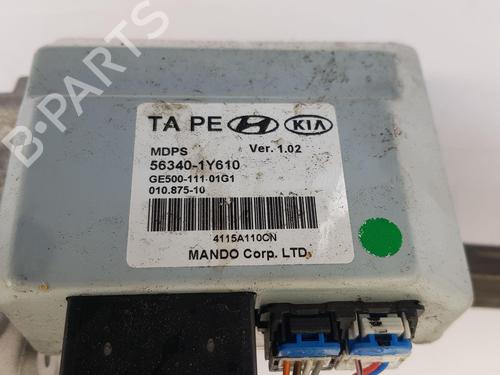 B-PARTS
TA PE HYUNDAI KIA
MDPS Ver. 1.02
56340-1Y610
GE500-111-01G1
010.875-10
4115A110CN
MANDO Corp. LTD.